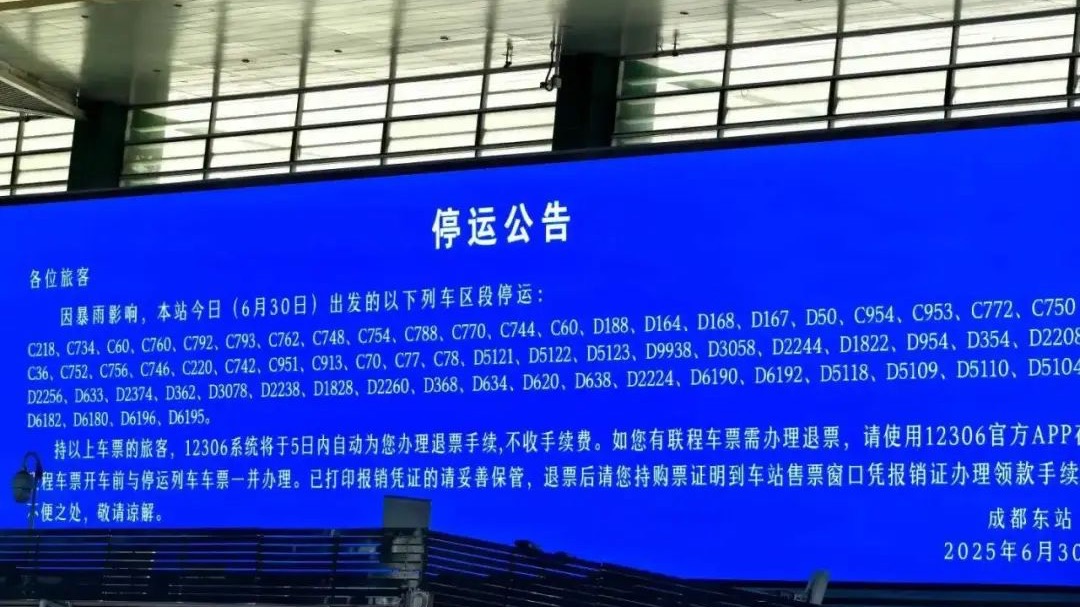 停运公告
各位旅客
因暴雨影响，本站今日（6月30日）出发的以下列车区段停运：
C218、C734、C60、C760、C792、C793、C762、C748、C754、C788、C770、C744、C60、D188、D164、D168、D167、D50、C954、C953、C772、C750
C36、C752、C756、C746、C220、C742、C951、C913、C70、C77、C78、D5121、D5122、D5123、D9938、D3058、D2244、D1822、D954、D354、D2208
D2256、D633、D2374、D362、D3078、D2238、D1828、D2260、D368、D634、D620、D638、D2224、D6190、D6192、D5118、D5109、D5110、D5104
D6182、D6180、D6196、D6195。
持以上车票的旅客，12306系统将于5日内自动为您办理退票手续,不收手续费。如您有联程车票需办理退票，请使用12306官方APP
程车票开车前与停运列车车票一并办理。已打印报销凭证的请妥善保管，退票后请您持购票证明到车站售票窗口凭报销证办理领款手续
便之处，敬请谅解。
成都东站
2025年6月30